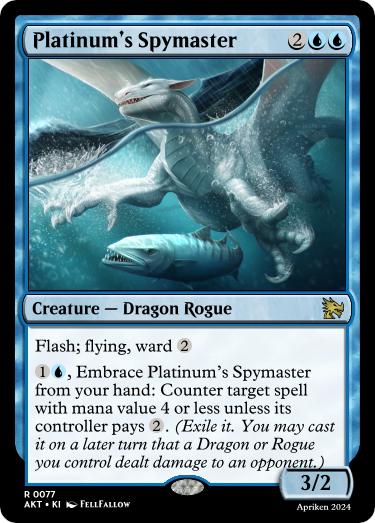 Platinum's Spymaster 2
Creature — Dragon Rogue
Flash; flying, ward 2
1, Embrace Platinum's Spymaster
from your hand: Counter target spell
with mana value 4 or less unless its
controller pays 2. (Exile it. You may cast
it on a later turn that a Dragon or Rogue
you control dealt damage to an opponent.)
3/2
R 0077
AKT • KI FellFallow
Apriken 2024